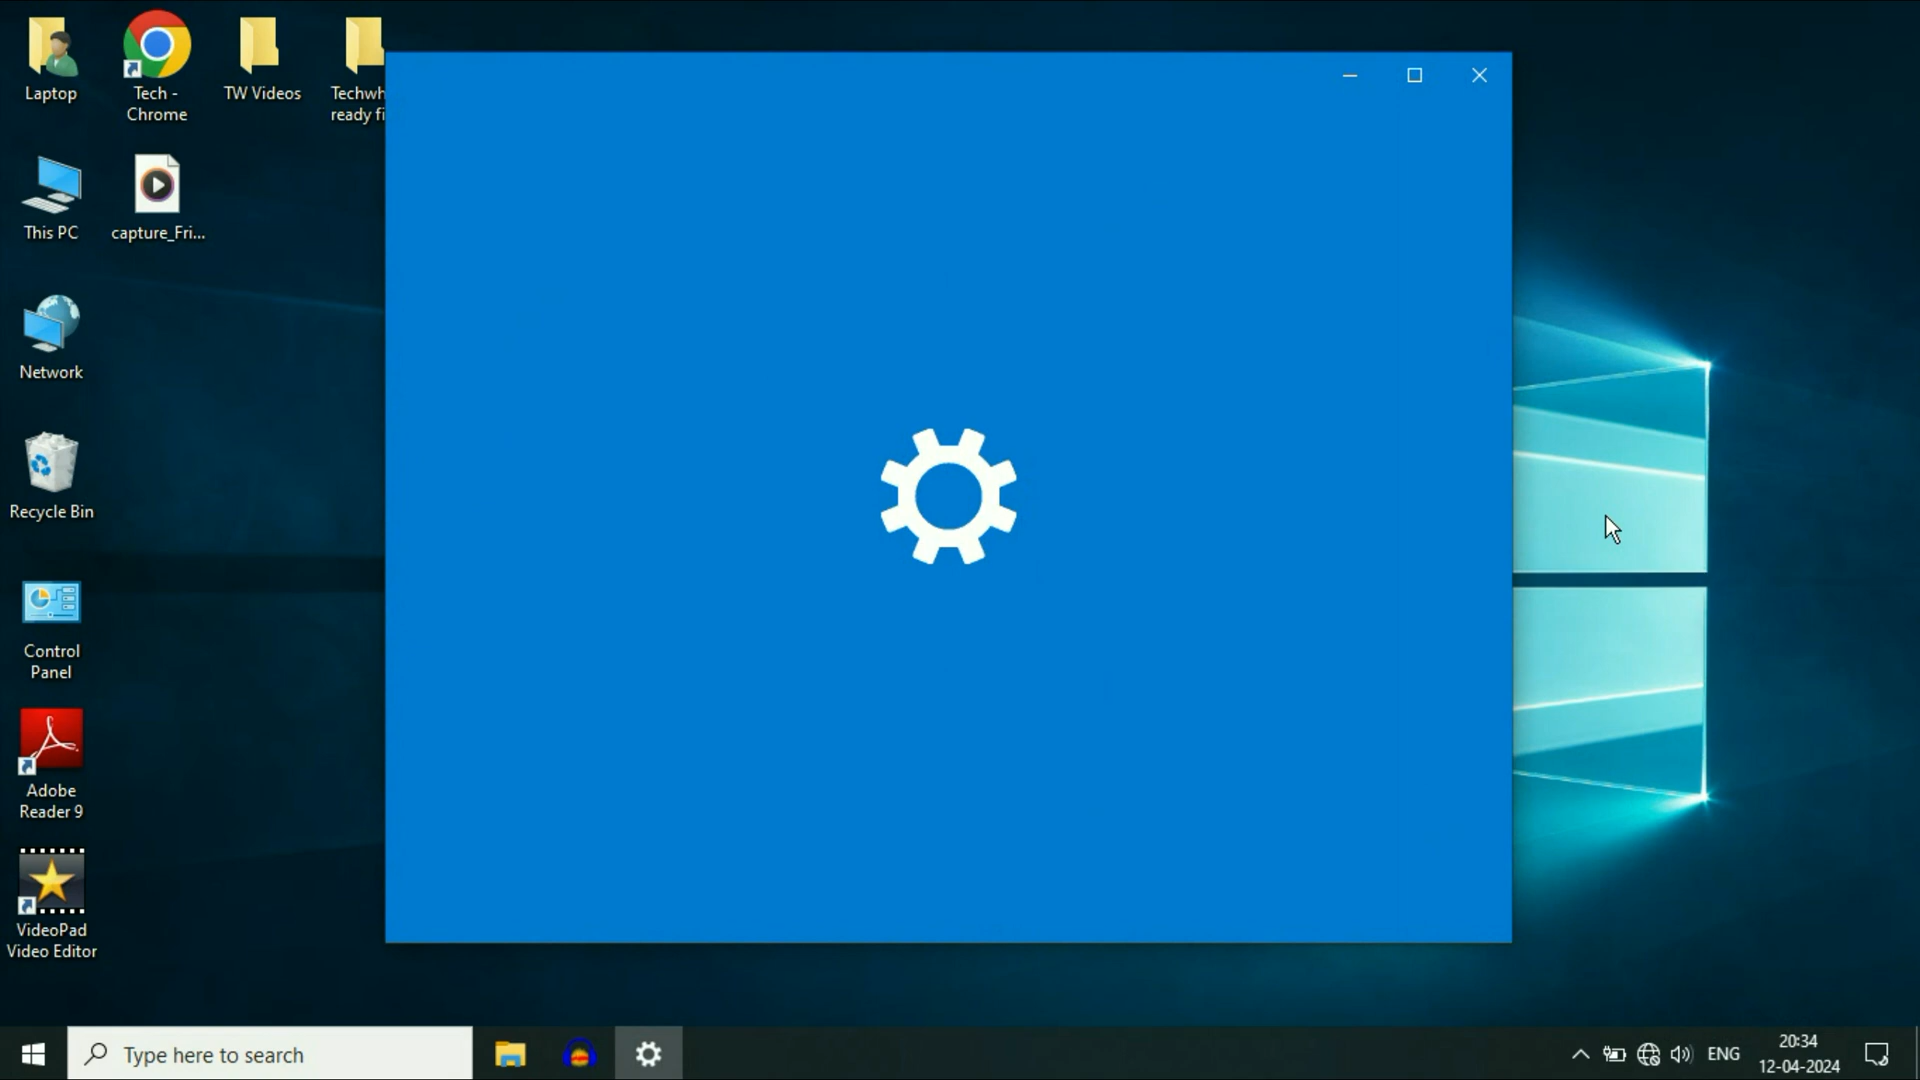 Laptop
Tech -
Chrome
TW Videos
Techwh
ready fi
This PC
capture_Fri...
Network
Recycle Bin
Control
Panel
Adobe
Reader 9
VideoPad
Video Editor
Type here to search
ENG
20:34
12-04-2024